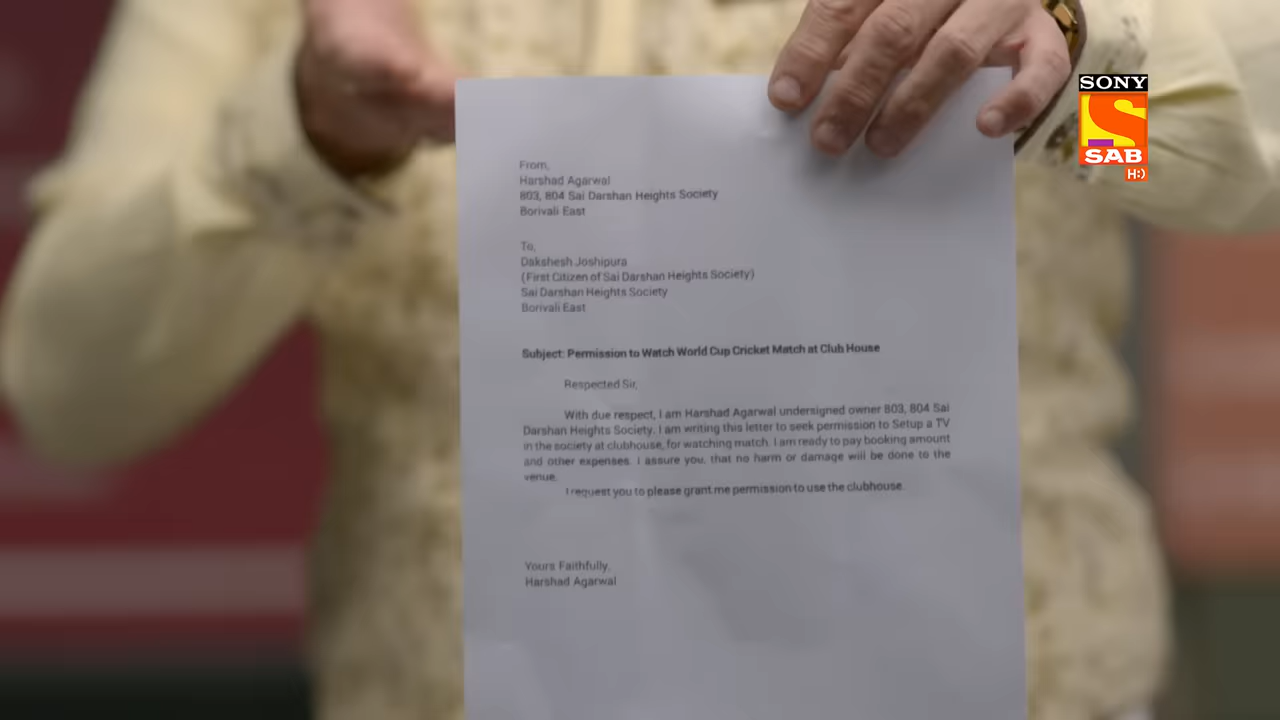 SONY
SAB
HD
From,
Harshad Agarwal
803, 804 Sai Darshan Heights Society
Borivali East
To,
Dakshesh Joshipura
(First Citizen of Sai Darshan Heights Society)
Sai Darshan Heights Society
Borivali East
Subject: Permission to Watch World Cup Cricket Match at Club House
Respected Sir,
With due respect, I am Harshad Agarwal undersigned owner 803, 804 Sai
Darshan Heights Society. I am writing this letter to seek permission to Setup a TV
in the society at clubhouse, for watching match. I am ready to pay booking amount
and other expenses. I assure you, that no harm or damage will be done to the
venue.
I request you to please grant me permission to use the clubhouse.
Yours Faithfully,
Harshad Agarwal